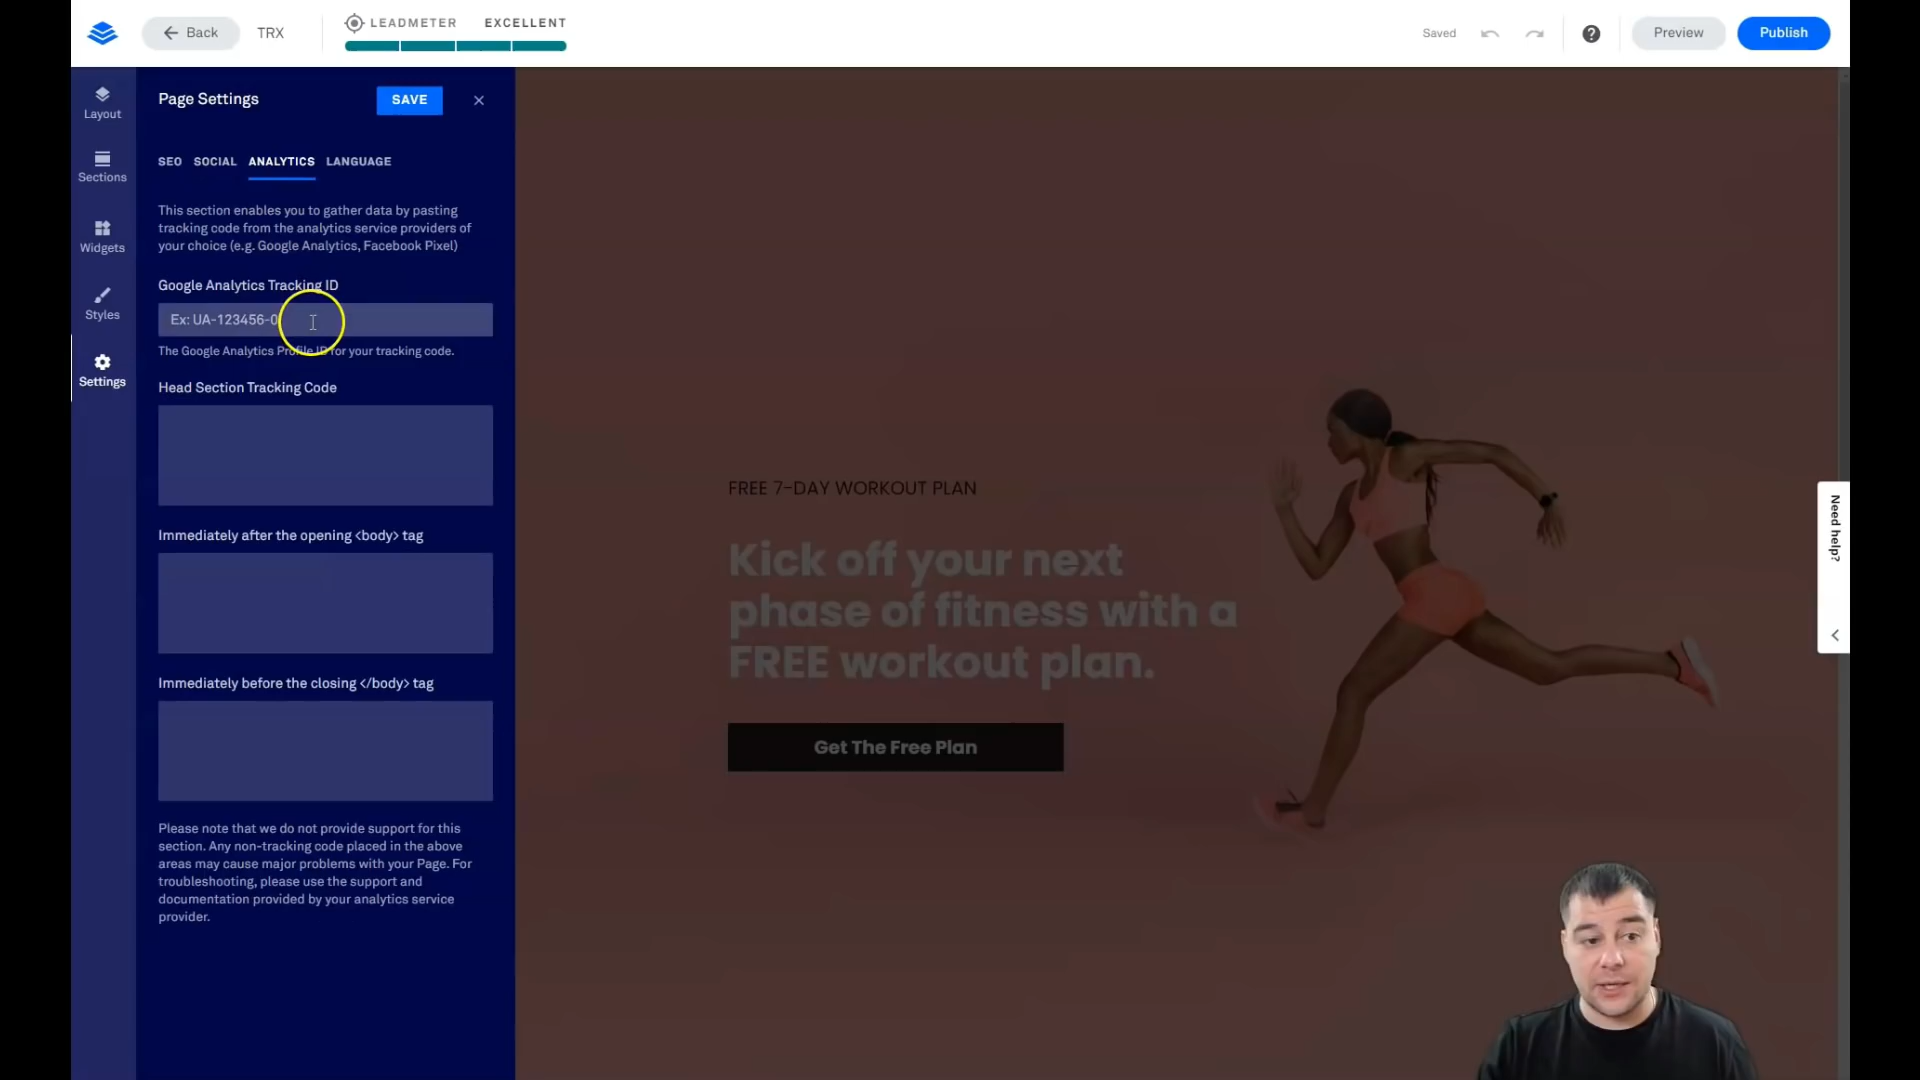 Back
TRX
LEADMETER
EXCELLENT
Saved
Preview
Publish
Layout
Sections
Widgets
Styles
Settings
Page Settings
SAVE
SEO SOCIAL ANALYTICS LANGUAGE
This section enables you to gather data by pasting
tracking code from the analytics service providers of
your choice (e.g. Google Analytics, Facebook Pixel)
Google Analytics Tracking ID
Ex: UA-123456-0
The Google Analytics Profile ID for your tracking code.
Head Section Tracking Code
Immediately after the opening <body> tag
Immediately before the closing </body> tag
Please note that we do not provide support for this
section. Any non-tracking code placed in the above
areas may cause major problems with your Page. For
troubleshooting, please use the support and
documentation provided by your analytics service
provider.
FREE 7-DAY WORKOUT PLAN
Kick off your next
phase of fitness with a
FREE workout plan.
Get The Free Plan
Need help?